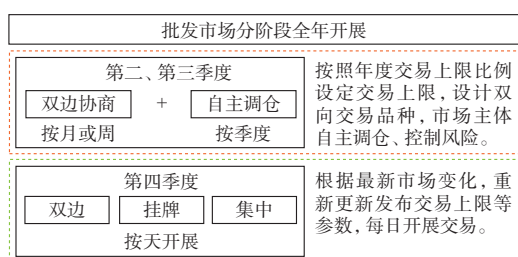 批发市场分阶段全年开展
第二、第三季度
双边协商 + 自主调仓
按月或周 按季度
按照年度交易上限比例
设定交易上限，设计双
向交易品种，市场主体
自主调仓、控制风险。
第四季度
双边 挂牌 集中
按天开展
根据最新市场变化，重
新更新发布交易上限等
参数，每日开展交易。